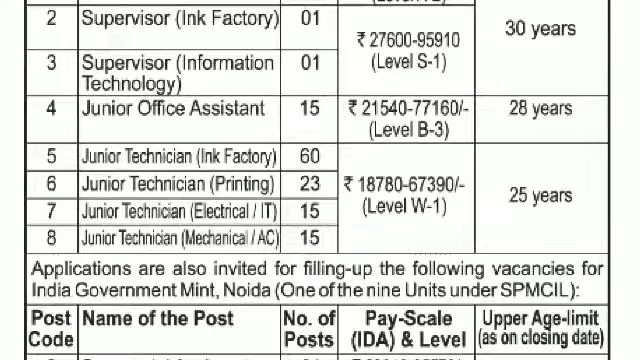 2 Supervisor (Ink Factory) 01 30 years
₹ 27600-95910
3 Supervisor (Information 01 (Level S-1)
Technology)
4 Junior Office Assistant 15 ₹ 21540-77160/- 28 years
(Level B-3)
5 Junior Technician (Ink Factory) 60
6 Junior Technician (Printing) 23 ₹ 18780-67390/- 25 years
7 Junior Technician (Electrical / IT) 15 (Level W-1)
8 Junior Technician (Mechanical / AC) 15
Applications are also invited for filling-up the following vacancies for
India Government Mint, Noida (One of the nine Units under SPMCIL):
Post Name of the Post No. of Pay-Scale Upper Age-limit
Code Posts (IDA) & Level (as on closing date)